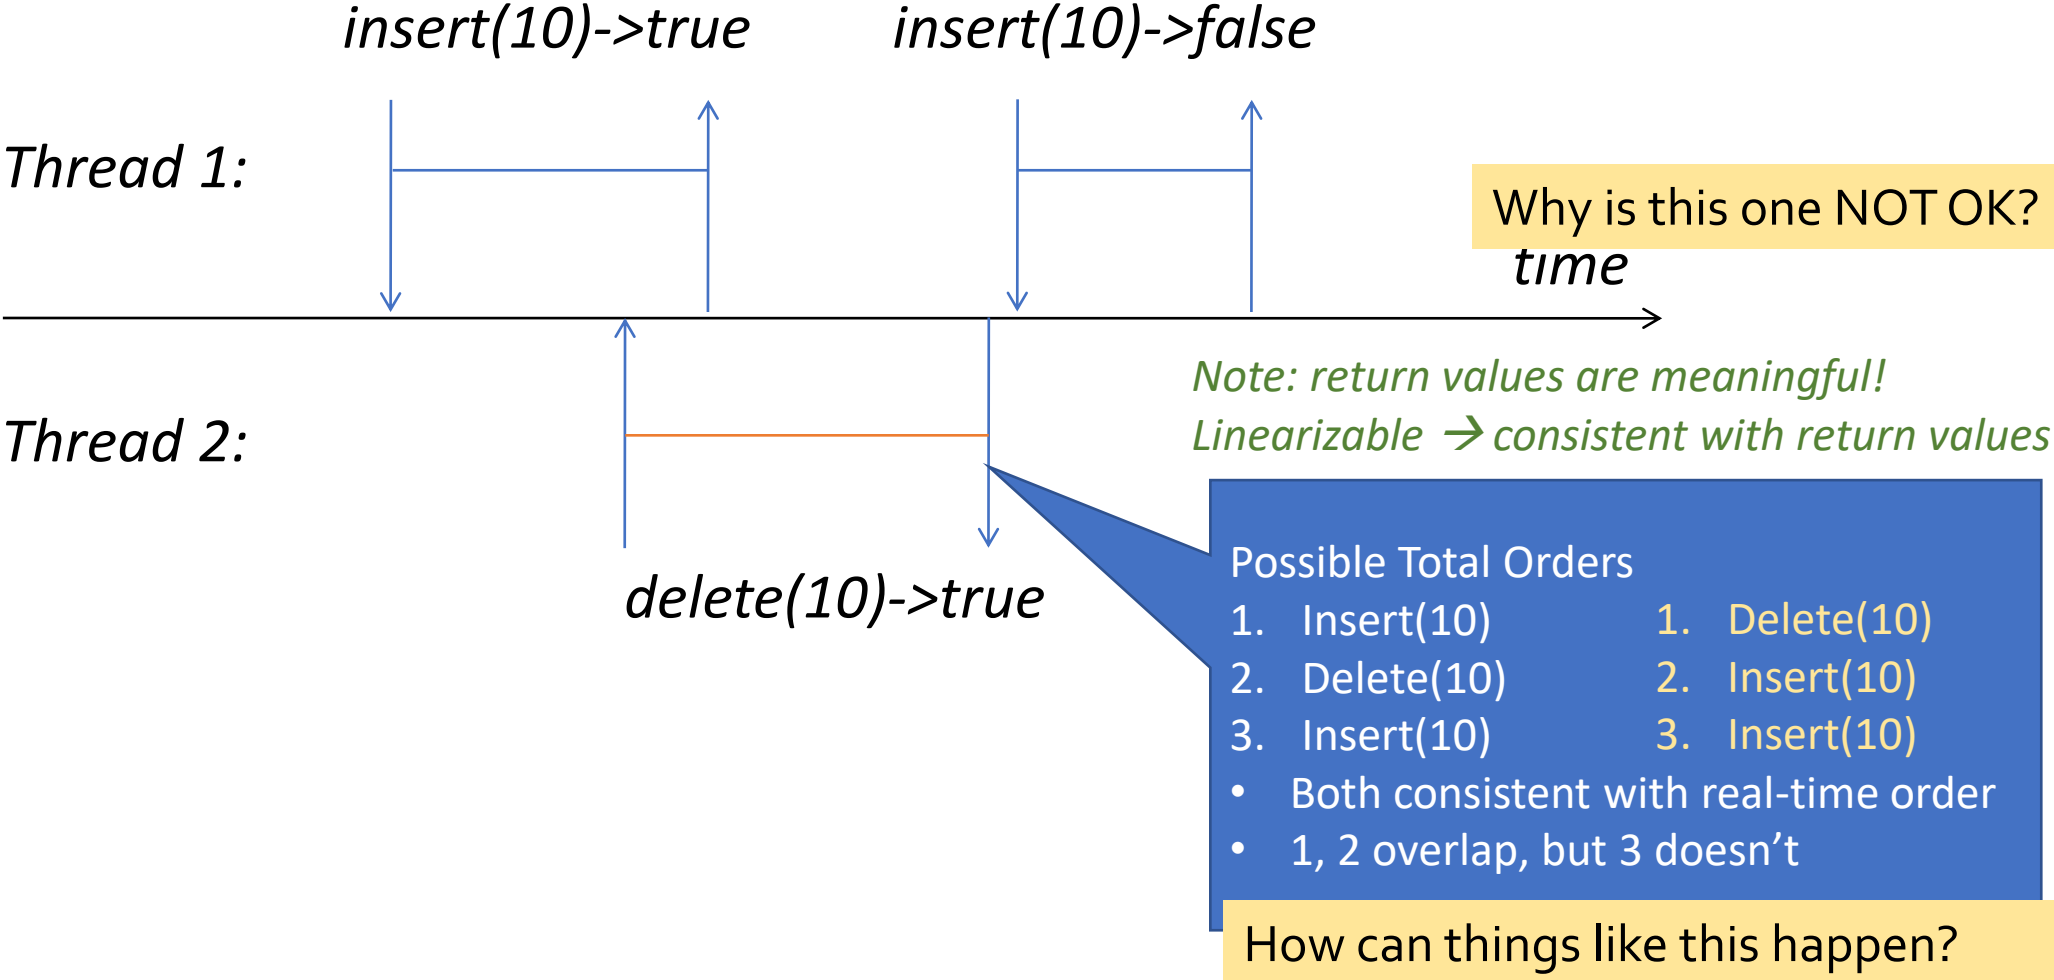 insert(10)->true
insert(10)->false
Thread 1:
Why is this one NOT OK?
time
Note: return values are meaningful!
Linearizable → consistent with return values
Thread 2:
delete(10)->true
Possible Total Orders
1. Insert(10) 1. Delete(10)
2. Delete(10) 2. Insert(10)
3. Insert(10) 3. Insert(10)
• Both consistent with real-time order
• 1, 2 overlap, but 3 doesn’t
How can things like this happen?